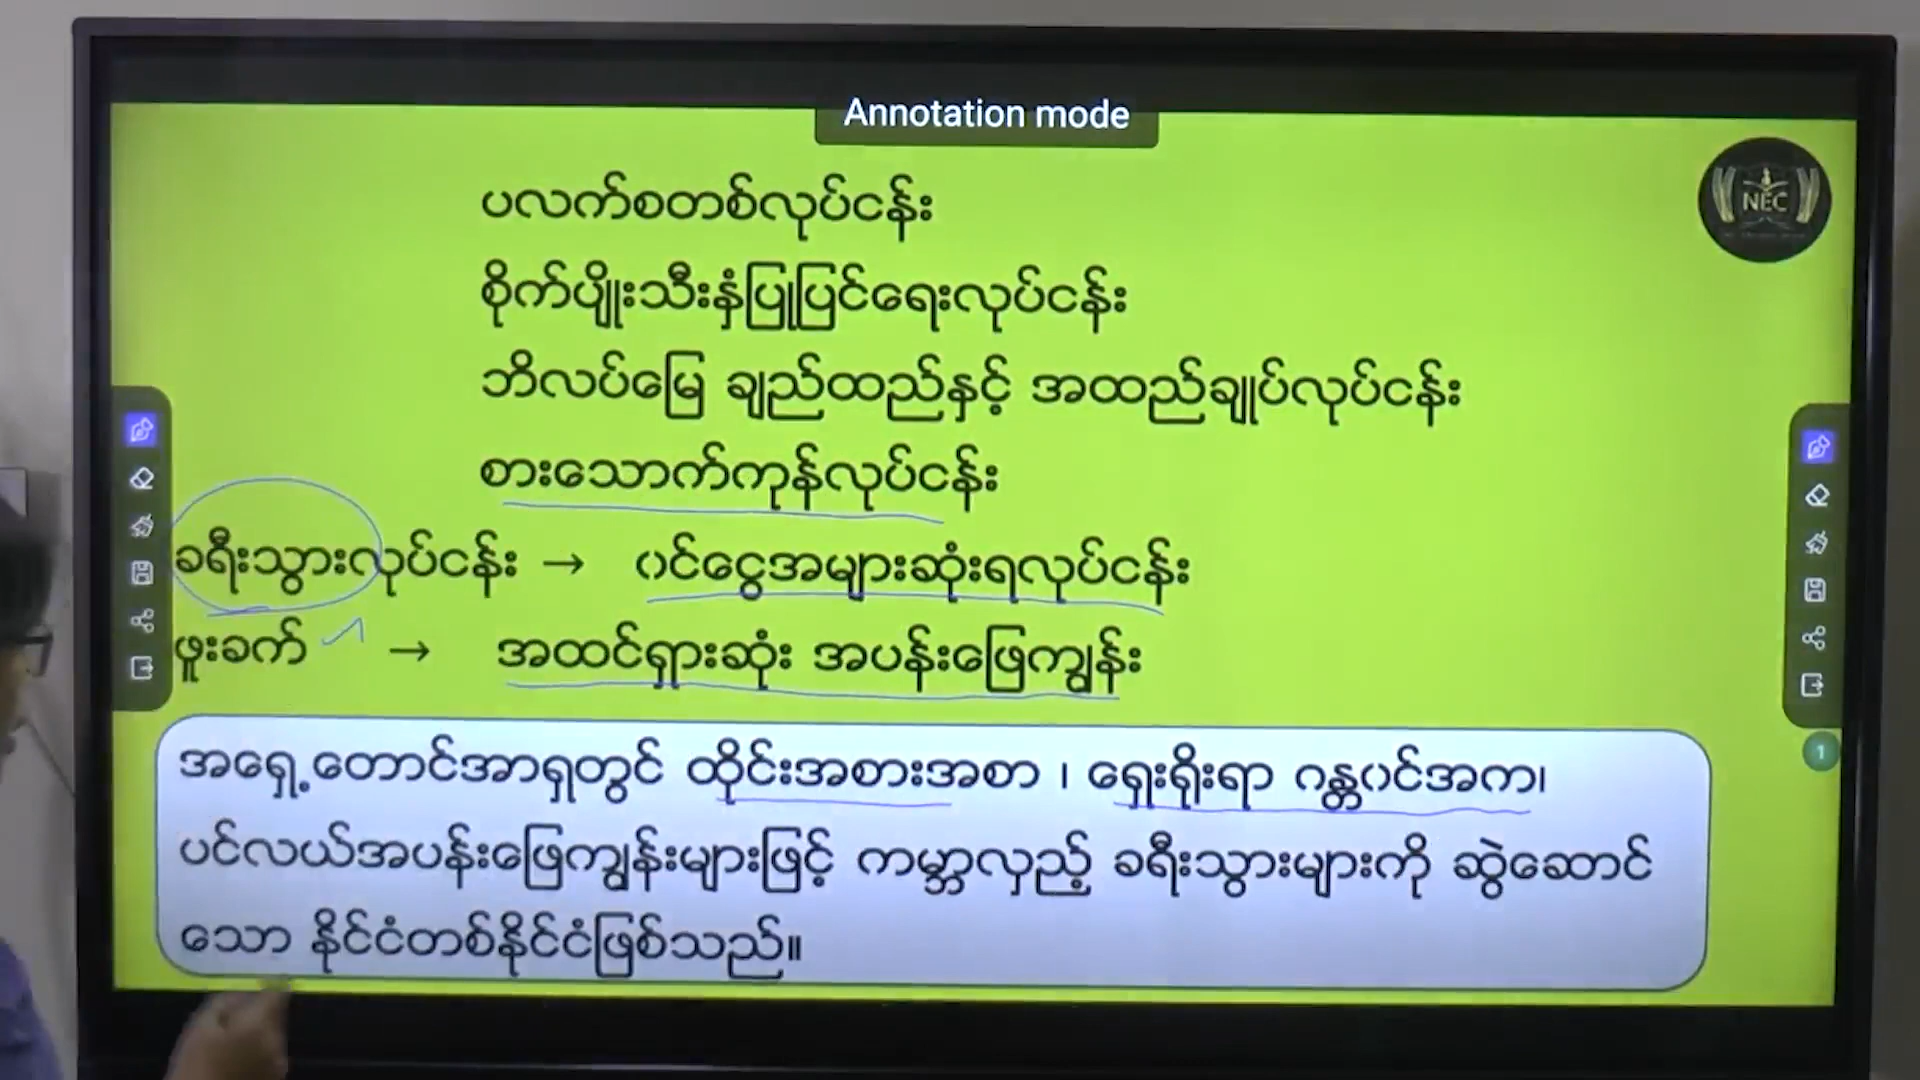 Annotation mode
NEC
ပလက်စတစ်လုပ်ငန်း
စိုက်ပျိုးသီးနှံပြုပြင်ရေးလုပ်ငန်း
ဘိလပ်မြေ ချည်ထည်နှင့် အထည်ချုပ်လုပ်ငန်း
စားသောက်ကုန်လုပ်ငန်း
ခရီးသွားလုပ်ငန်း → ဝင်ငွေအများဆုံးရလုပ်ငန်း
ဖူးခက် → အထင်ရှားဆုံး အပန်းဖြေကျွန်း
အရှေ့တောင်အာရှတွင် ထိုင်းအစားအစာ ၊ ရှေးရိုးရာ ဂန္တဝင်အက၊
ပင်လယ်အပန်းဖြေကျွန်းများဖြင့် ကမ္ဘာလှည့် ခရီးသွားများကို ဆွဲဆောင်
သော နိုင်ငံတစ်နိုင်ငံဖြစ်သည်။
1